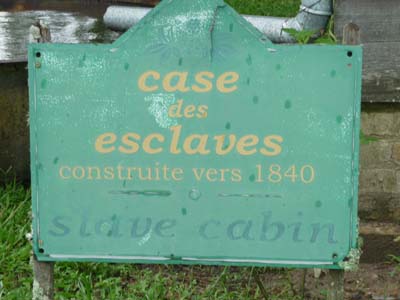 case
des
esclaves
construite vers 1840
slave cabin